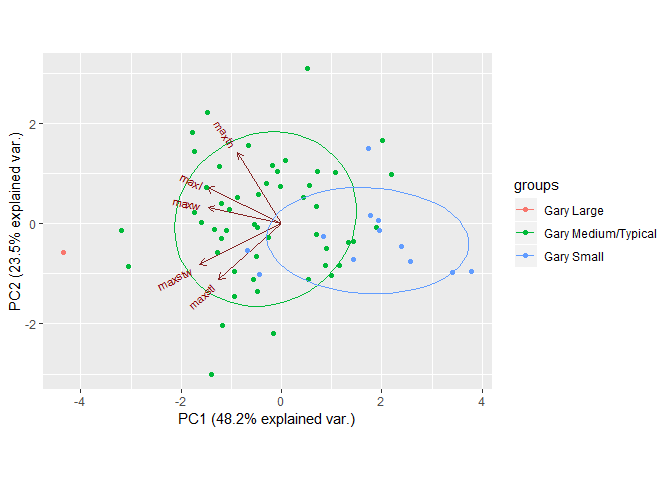 maxth
maxl
maxw
maxstw
maxstl
2
0
-2
-4
-2
0
2
4
PC1 (48.2% explained var.)
PC2 (23.5% explained var.)
groups
Gary Large
Gary Medium/Typical
Gary Small